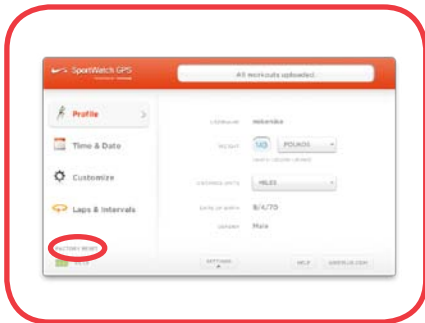 SportWatch GPS
All workouts uploaded.
Profile
Time & Date
Customize
Laps & Intervals
FACTORY RESET
USERNAME
WEIGHT
POUNDS
DISTANCE UNITS
MILES
DATE OF BIRTH
8/4/70
GENDER
Male
SETTINGS
HELP
NIKEPLUS.COM